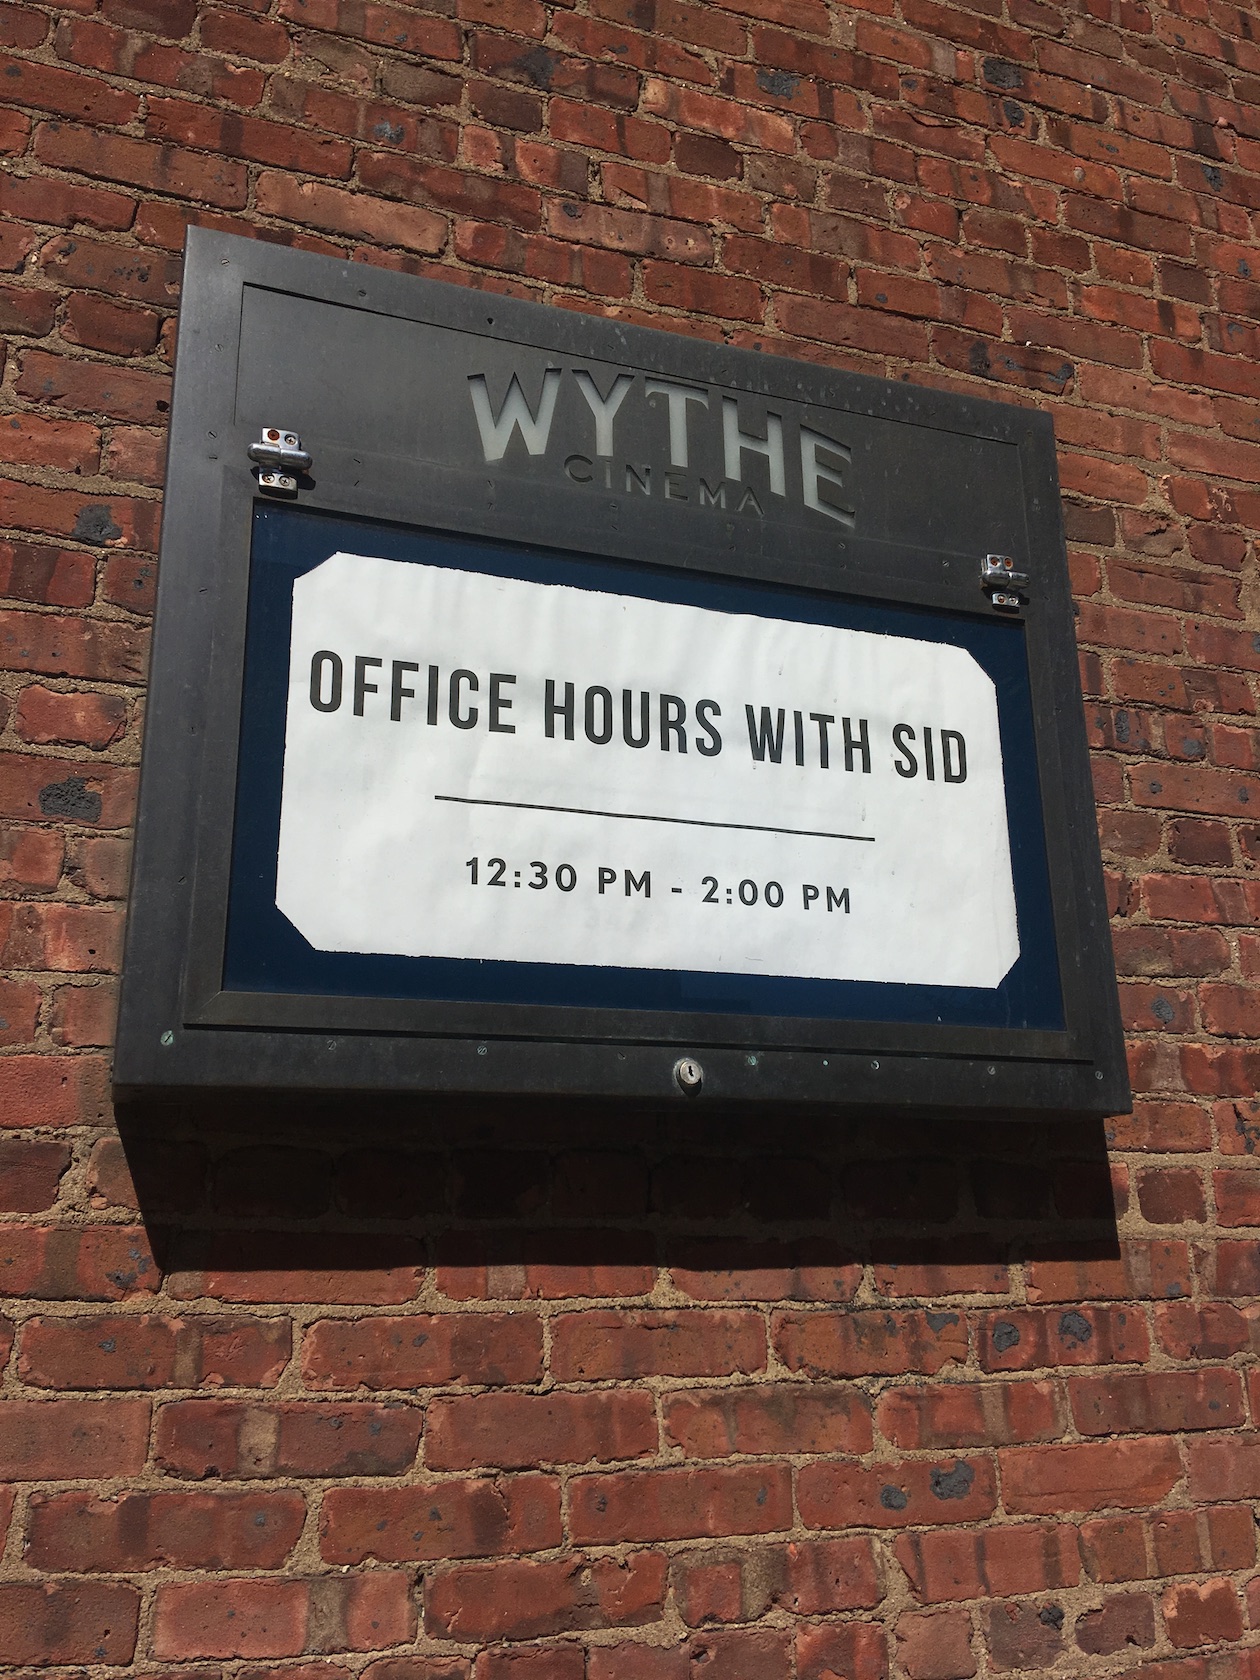 WYTHE
CINEMA
OFFICE HOURS WITH SID
12:30 PM - 2:00 PM